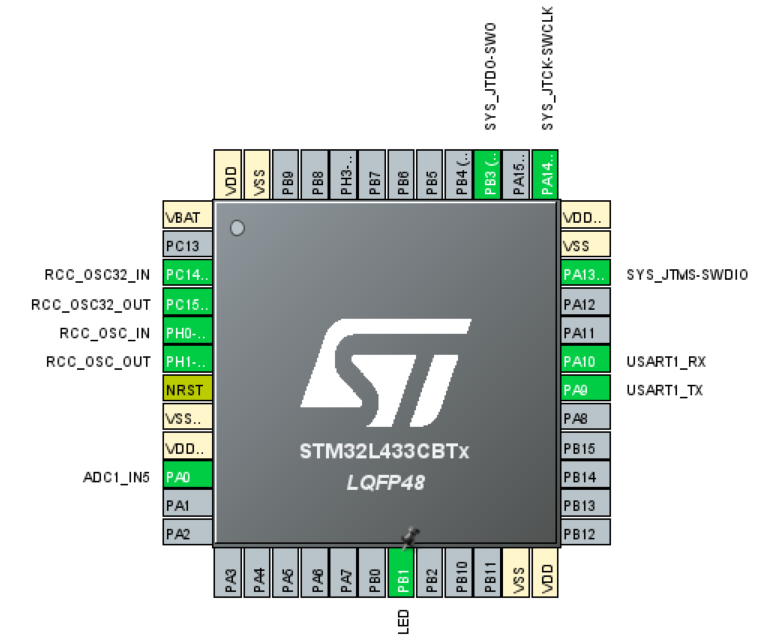 SYS_JTDO-SWO
SYS_JTCK-SWCLK
VDD
VSS
PB9
PB8
PH3-..
PB7
PB6
PB5
PB4 (..
PB3 (..
PA15..
PA14..
VBAT
PC13
RCC_OSC32_IN PC14..
RCC_OSC32_OUT PC15..
RCC_OSC_IN PH0-..
RCC_OSC_OUT PH1-..
NRST
VSS..
VDD..
ADC1_IN5 PA0
PA1
PA2
VDD..
VSS
PA13.. SYS_JTMS-SWDIO
PA12
PA11
PA10 USART1_RX
PA9 USART1_TX
PA8
PB15
PB14
PB13
PB12
ST
STM32L433CBTx
LQFP48
PA3
PA4
PA5
PA6
PA7
PB0
PB1
PB2
PB10
PB11
VSS
VDD
LED